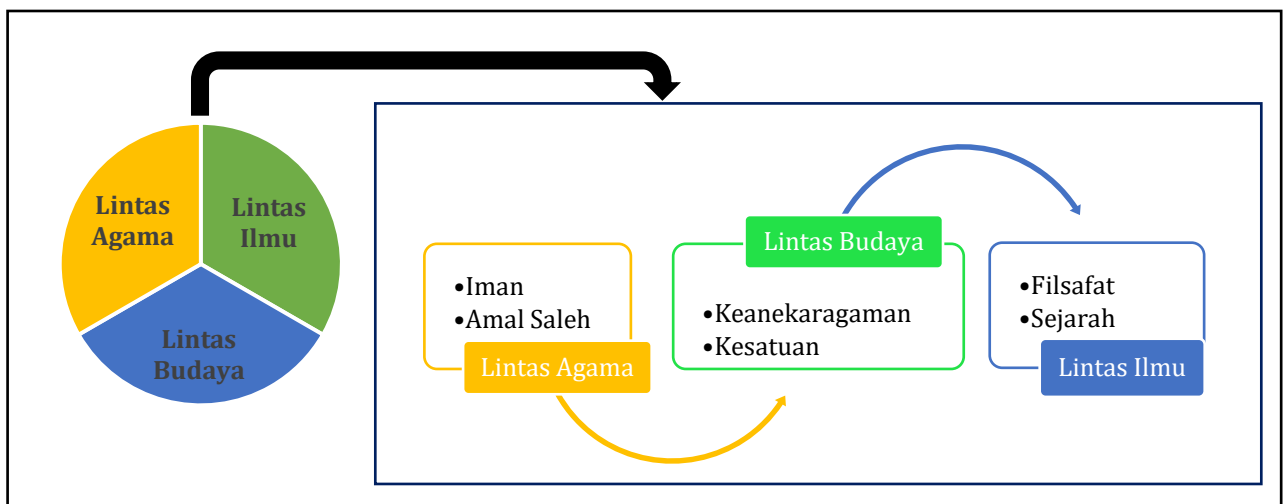 Lintas
Agama
Lintas
Ilmu
Lintas
Budaya
•Iman
•Amal Saleh
Lintas Agama
Lintas Budaya
•Keanekaragaman
•Kesatuan
•Filsafat
•Sejarah
Lintas Ilmu